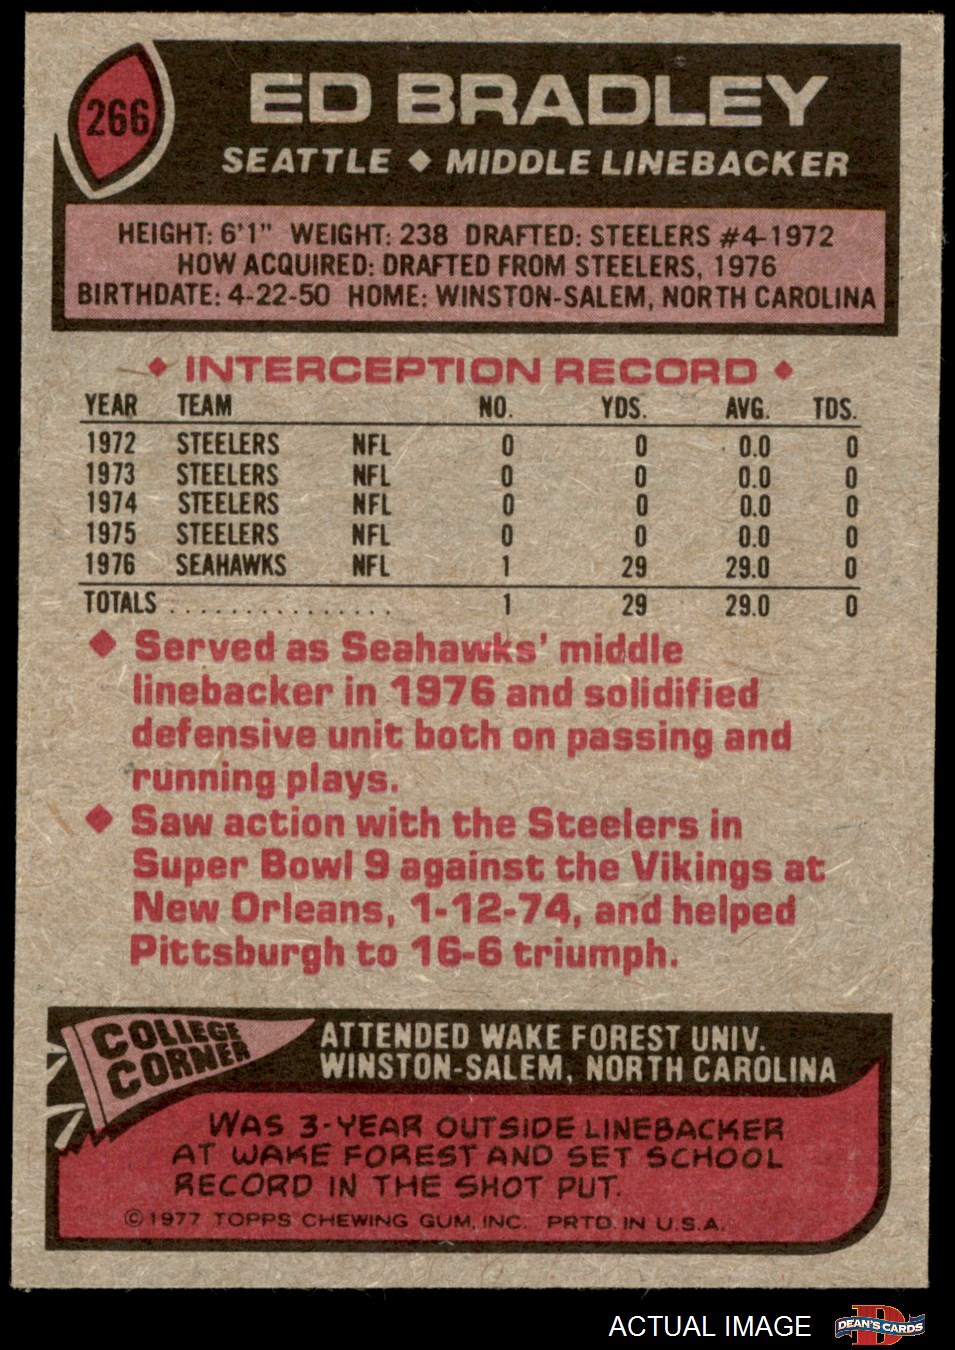 266
ED BRADLEY
SEATTLE ◆ MIDDLE LINEBACKER
HEIGHT: 6'1" WEIGHT: 238 DRAFTED: STEELERS #4-1972
HOW ACQUIRED: DRAFTED FROM STEELERS, 1976
BIRTHDATE: 4-22-50 HOME: WINSTON-SALEM, NORTH CAROLINA
◆ INTERCEPTION RECORD ◆
YEAR TEAM NO. YDS. AVG. TDS.
1972 STEELERS NFL 0 0 0.0 0
1973 STEELERS NFL 0 0 0.0 0
1974 STEELERS NFL 0 0 0.0 0
1975 STEELERS NFL 0 0 0.0 0
1976 SEAHAWKS NFL 1 29 29.0 0
TOTALS . . . . . . . . . . . . . . . 1 29 29.0 0
◆ Served as Seahawks' middle
linebacker in 1976 and solidified
defensive unit both on passing and
running plays.
◆ Saw action with the Steelers in
Super Bowl 9 against the Vikings at
New Orleans, 1-12-74, and helped
Pittsburgh to 16-6 triumph.
COLLEGE
CORNER
ATTENDED WAKE FOREST UNIV.
WINSTON-SALEM, NORTH CAROLINA
WAS 3-YEAR OUTSIDE LINEBACKER
AT WAKE FOREST AND SET SCHOOL
RECORD IN THE SHOT PUT.
©1977 TOPPS CHEWING GUM, INC. PRTD. IN U.S.A.
ACTUAL IMAGE
D
DEAN'S CARDS